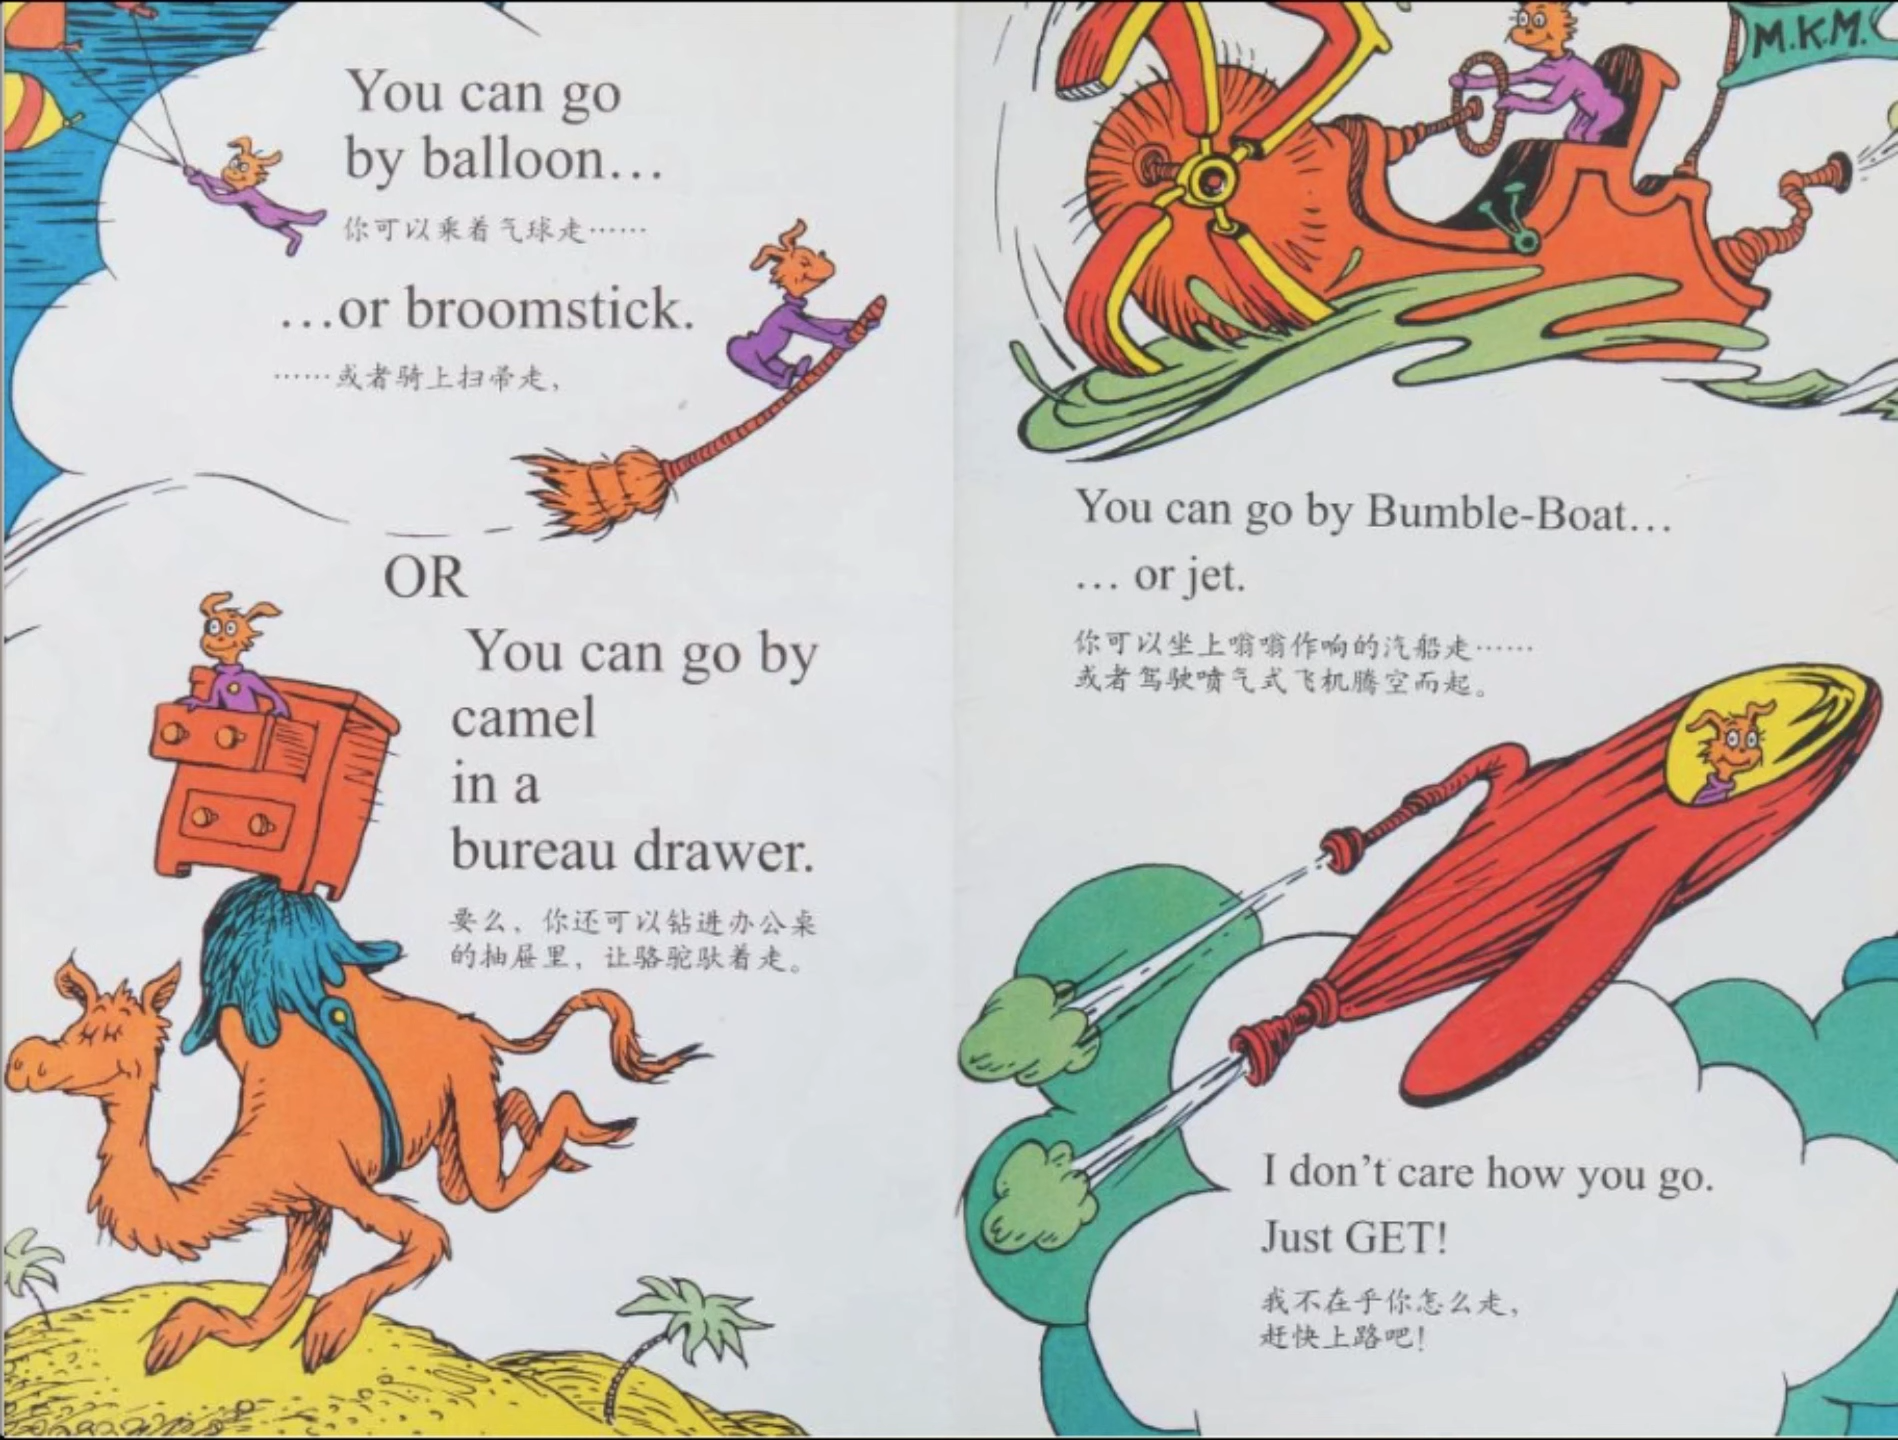 You can go
by balloon…
你可以乘着气球走……
…or broomstick.
……或者骑上扫帚走，
OR
You can go by
camel
in a
bureau drawer.
要么，你还可以钻进办公桌
的抽屉里，让骆驼驮着走。
M.K.M.
You can go by Bumble-Boat…
… or jet.
你可以坐上嗡嗡作响的汽船走……
或者驾驶喷气式飞机腾空而起。
I don't care how you go.
Just GET!
我不在乎你怎么走，
赶快上路吧！